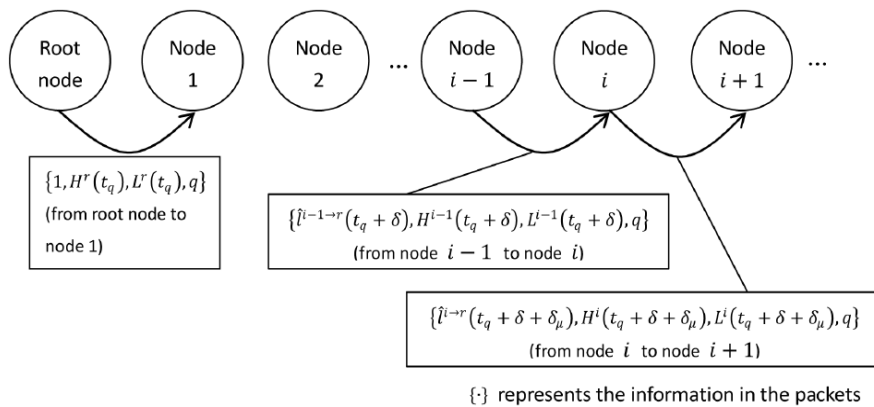 Root node
Node 1
Node 2
...
Node i − 1
Node i
Node i + 1
...
{1, H^r(t_q), L^r(t_q), q}
(from root node to
node 1)
{l̂^{i−1→r}(t_q + δ), H^{i−1}(t_q + δ), L^{i−1}(t_q + δ), q}
(from node i − 1 to node i)
{l̂^{i→r}(t_q + δ + δ_μ), H^i(t_q + δ + δ_μ), L^i(t_q + δ + δ_μ), q}
(from node i to node i + 1)
{·} represents the information in the packets